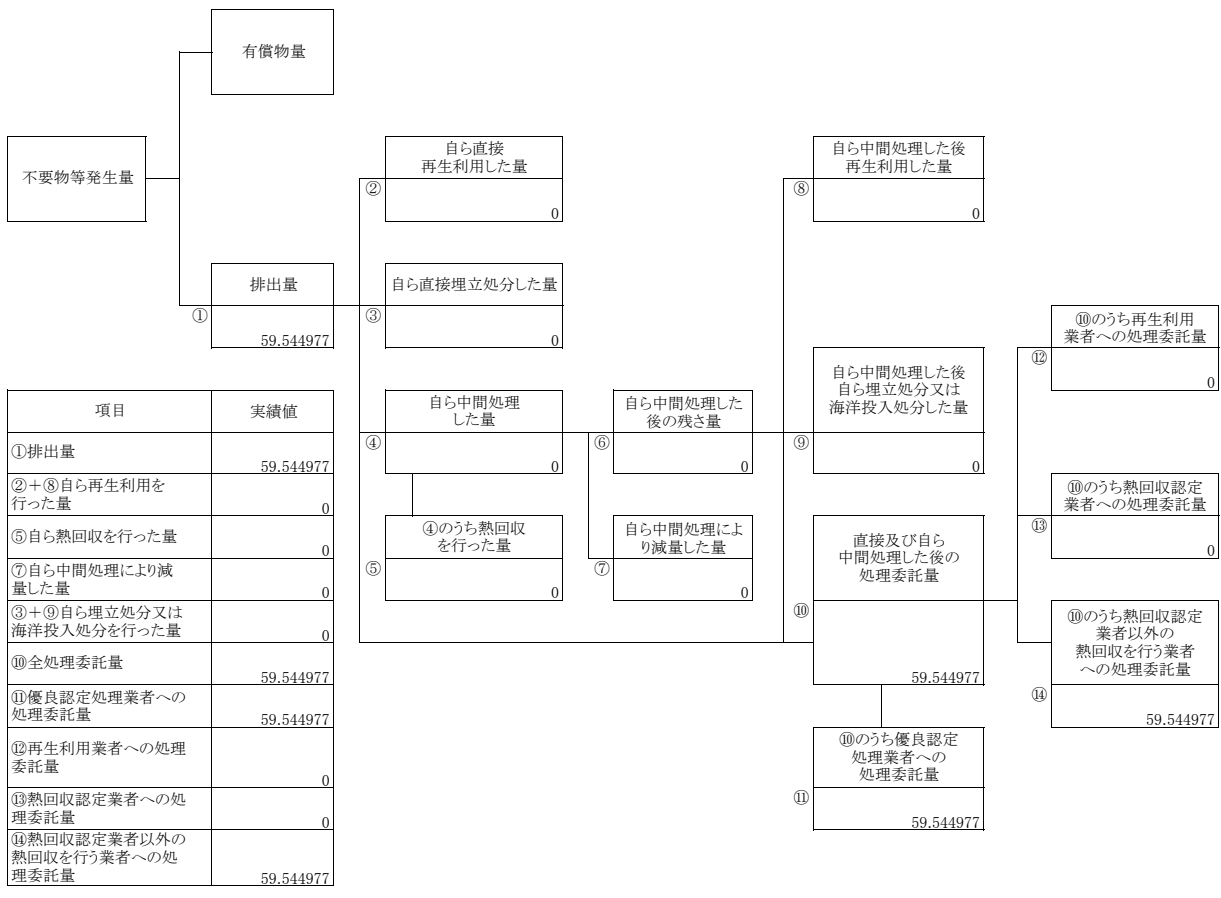 有償物量
不要物等発生量
自ら直接
再生利用した量
②
0
自ら中間処理した後
再生利用した量
⑧
0
排出量
①
59.544977
自ら直接埋立処分した量
③
0
⑩のうち再生利用
業者への処理委託量
⑫
0
自ら中間処理
した量
④
0
自ら中間処理した
後の残さ量
⑥
0
自ら中間処理した後
自ら埋立処分又は
海洋投入処分した量
⑨
0
⑩のうち熱回収認定
業者への処理委託量
⑬
0
④のうち熱回収
を行った量
⑤
0
自ら中間処理によ
り減量した量
⑦
0
直接及び自ら
中間処理した後の
処理委託量
⑩
59.544977
⑩のうち熱回収認定
業者以外の
熱回収を行う業者
への処理委託量
⑭
59.544977
⑩のうち優良認定
処理業者への
処理委託量
⑪
59.544977
項目 実績値
①排出量
59.544977
②+⑧自ら再生利用を
行った量
0
⑤自ら熱回収を行った量
0
⑦自ら中間処理により減
量した量
0
③+⑨自ら埋立処分又は
海洋投入処分を行った量
0
⑩全処理委託量
59.544977
⑪優良認定処理業者への
処理委託量
59.544977
⑫再生利用業者への処理
委託量
0
⑬熱回収認定業者への処
理委託量
0
⑭熱回収認定業者以外の
熱回収を行う業者への処
理委託量
59.544977